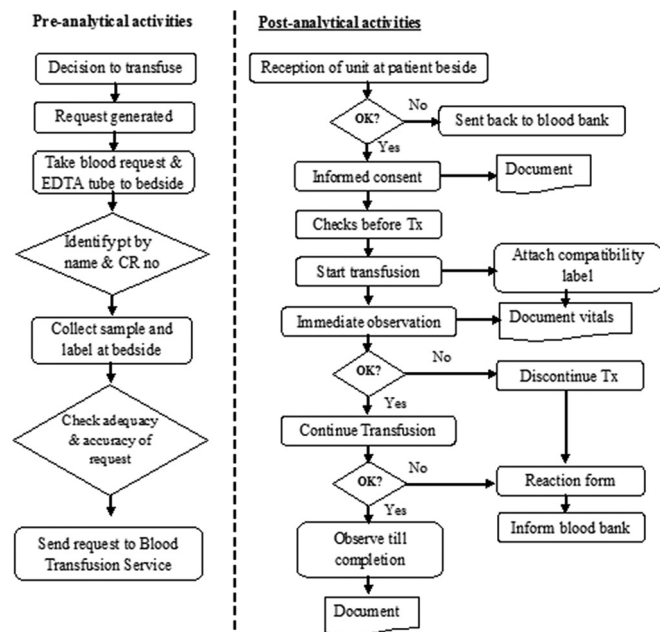 Pre-analytical activities
Decision to transfuse
Request generated
Take blood request &
EDTA tube to bedside
Identify pt by
name & CR no
Collect sample and
label at bedside
Check adequacy
& accuracy of
request
Send request to Blood
Transfusion Service
Post-analytical activities
Reception of unit at patient beside
OK?
No
Sent back to blood bank
Yes
Informed consent
Document
Checks before Tx
Start transfusion
Attach compatibility
label
Immediate observation
Document vitals
OK?
No
Discontinue Tx
Yes
Continue Transfusion
OK?
No
Reaction form
Yes
Inform blood bank
Observe till
completion
Document